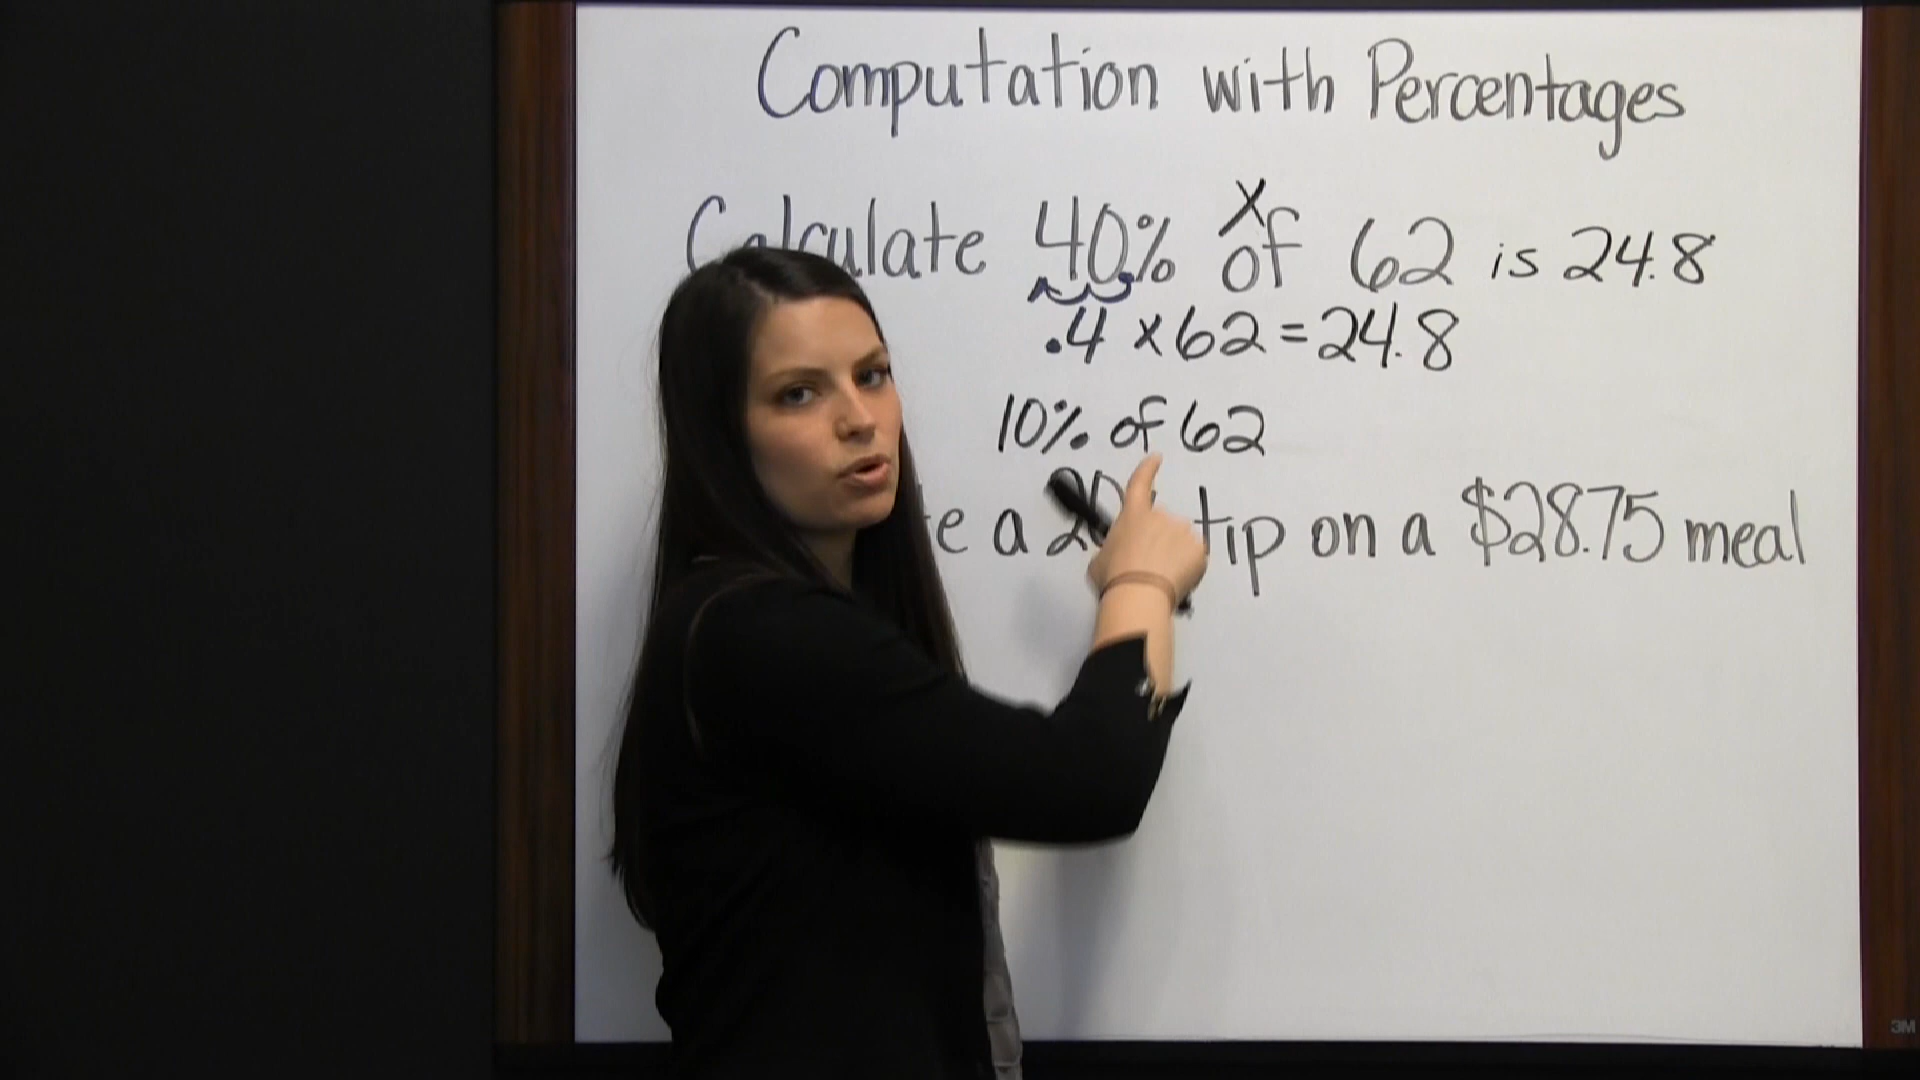 Computation with Percentages
x
Calculate 40% of 62 is 24.8
.4 x 62 = 24.8
10% of 62
a tip on a $28.75 meal
3M